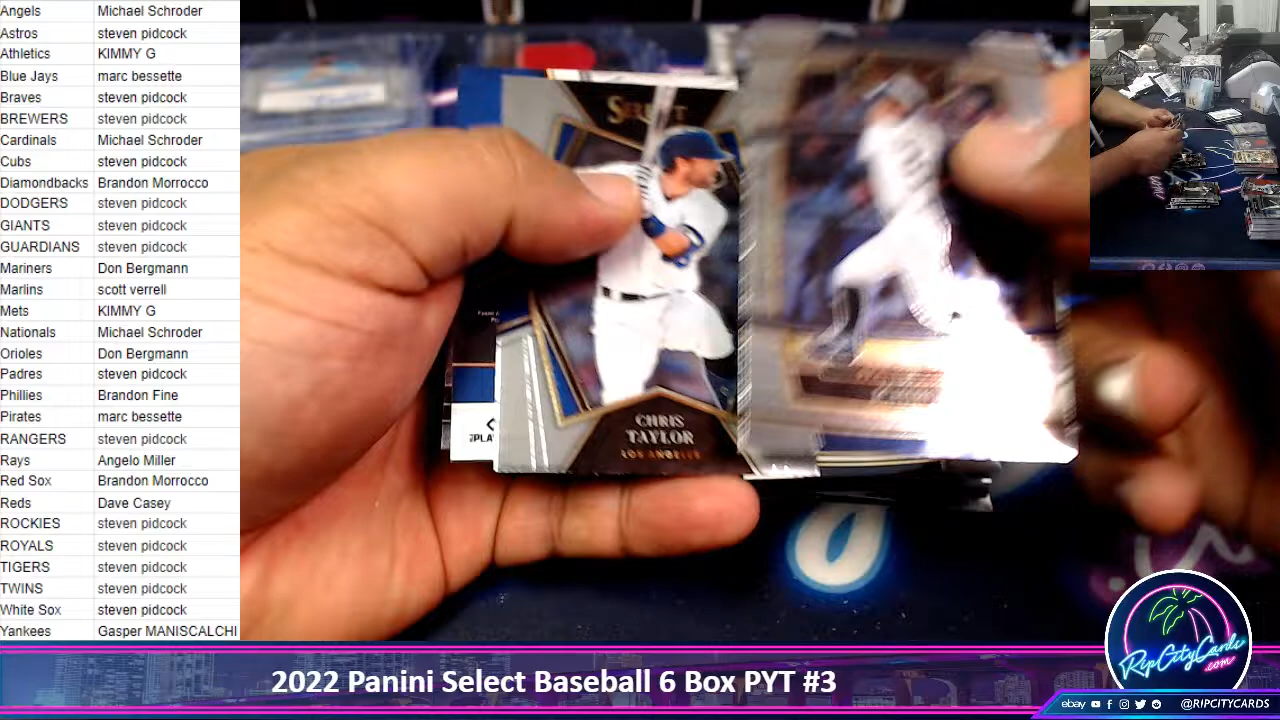 Angels Michael Schroder
Astros steven pidcock
Athletics KIMMY G
Blue Jays marc bessette
Braves steven pidcock
BREWERS steven pidcock
Cardinals Michael Schroder
Cubs steven pidcock
Diamondbacks Brandon Morrocco
DODGERS steven pidcock
GIANTS steven pidcock
GUARDIANS steven pidcock
Mariners Don Bergmann
Marlins scott verrell
Mets KIMMY G
Nationals Michael Schroder
Orioles Don Bergmann
Padres steven pidcock
Phillies Brandon Fine
Pirates marc bessette
RANGERS steven pidcock
Rays Angelo Miller
Red Sox Brandon Morrocco
Reds Dave Casey
ROCKIES steven pidcock
ROYALS steven pidcock
TIGERS steven pidcock
TWINS steven pidcock
White Sox steven pidcock
Yankees Gasper MANISCALCHI
SELECT
CHRIS
TAYLOR
LOS ANGELES
2022 Panini Select Baseball 6 Box PYT #3
RipCityCards
.com
ebay @RIPCITYCARDS